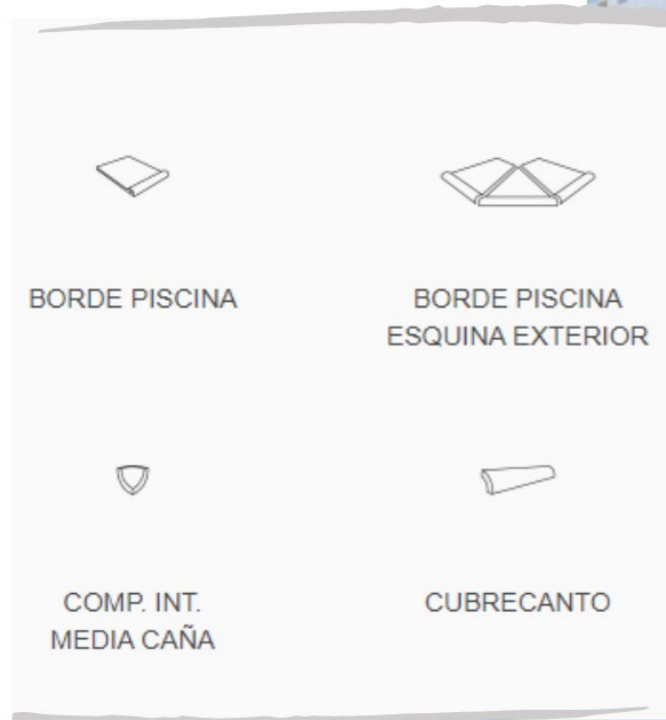 BORDE PISCINA
BORDE PISCINA
ESQUINA EXTERIOR
COMP. INT.
MEDIA CAÑA
CUBRECANTO